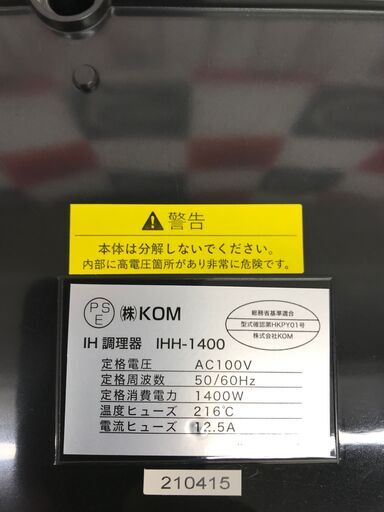 ⚠警告
本体は分解しないでください。
内部に高電圧箇所があり非常に危険です。
PSE ㈱KOM
総務省基準適合
型式確認第HKPY01号
株式会社KOM
IH 調理器 IHH-1400
定格電圧 AC100V
定格周波数 50/60Hz
定格消費電力 1400W
温度ヒューズ 216℃
電流ヒューズ 12.5A
210415